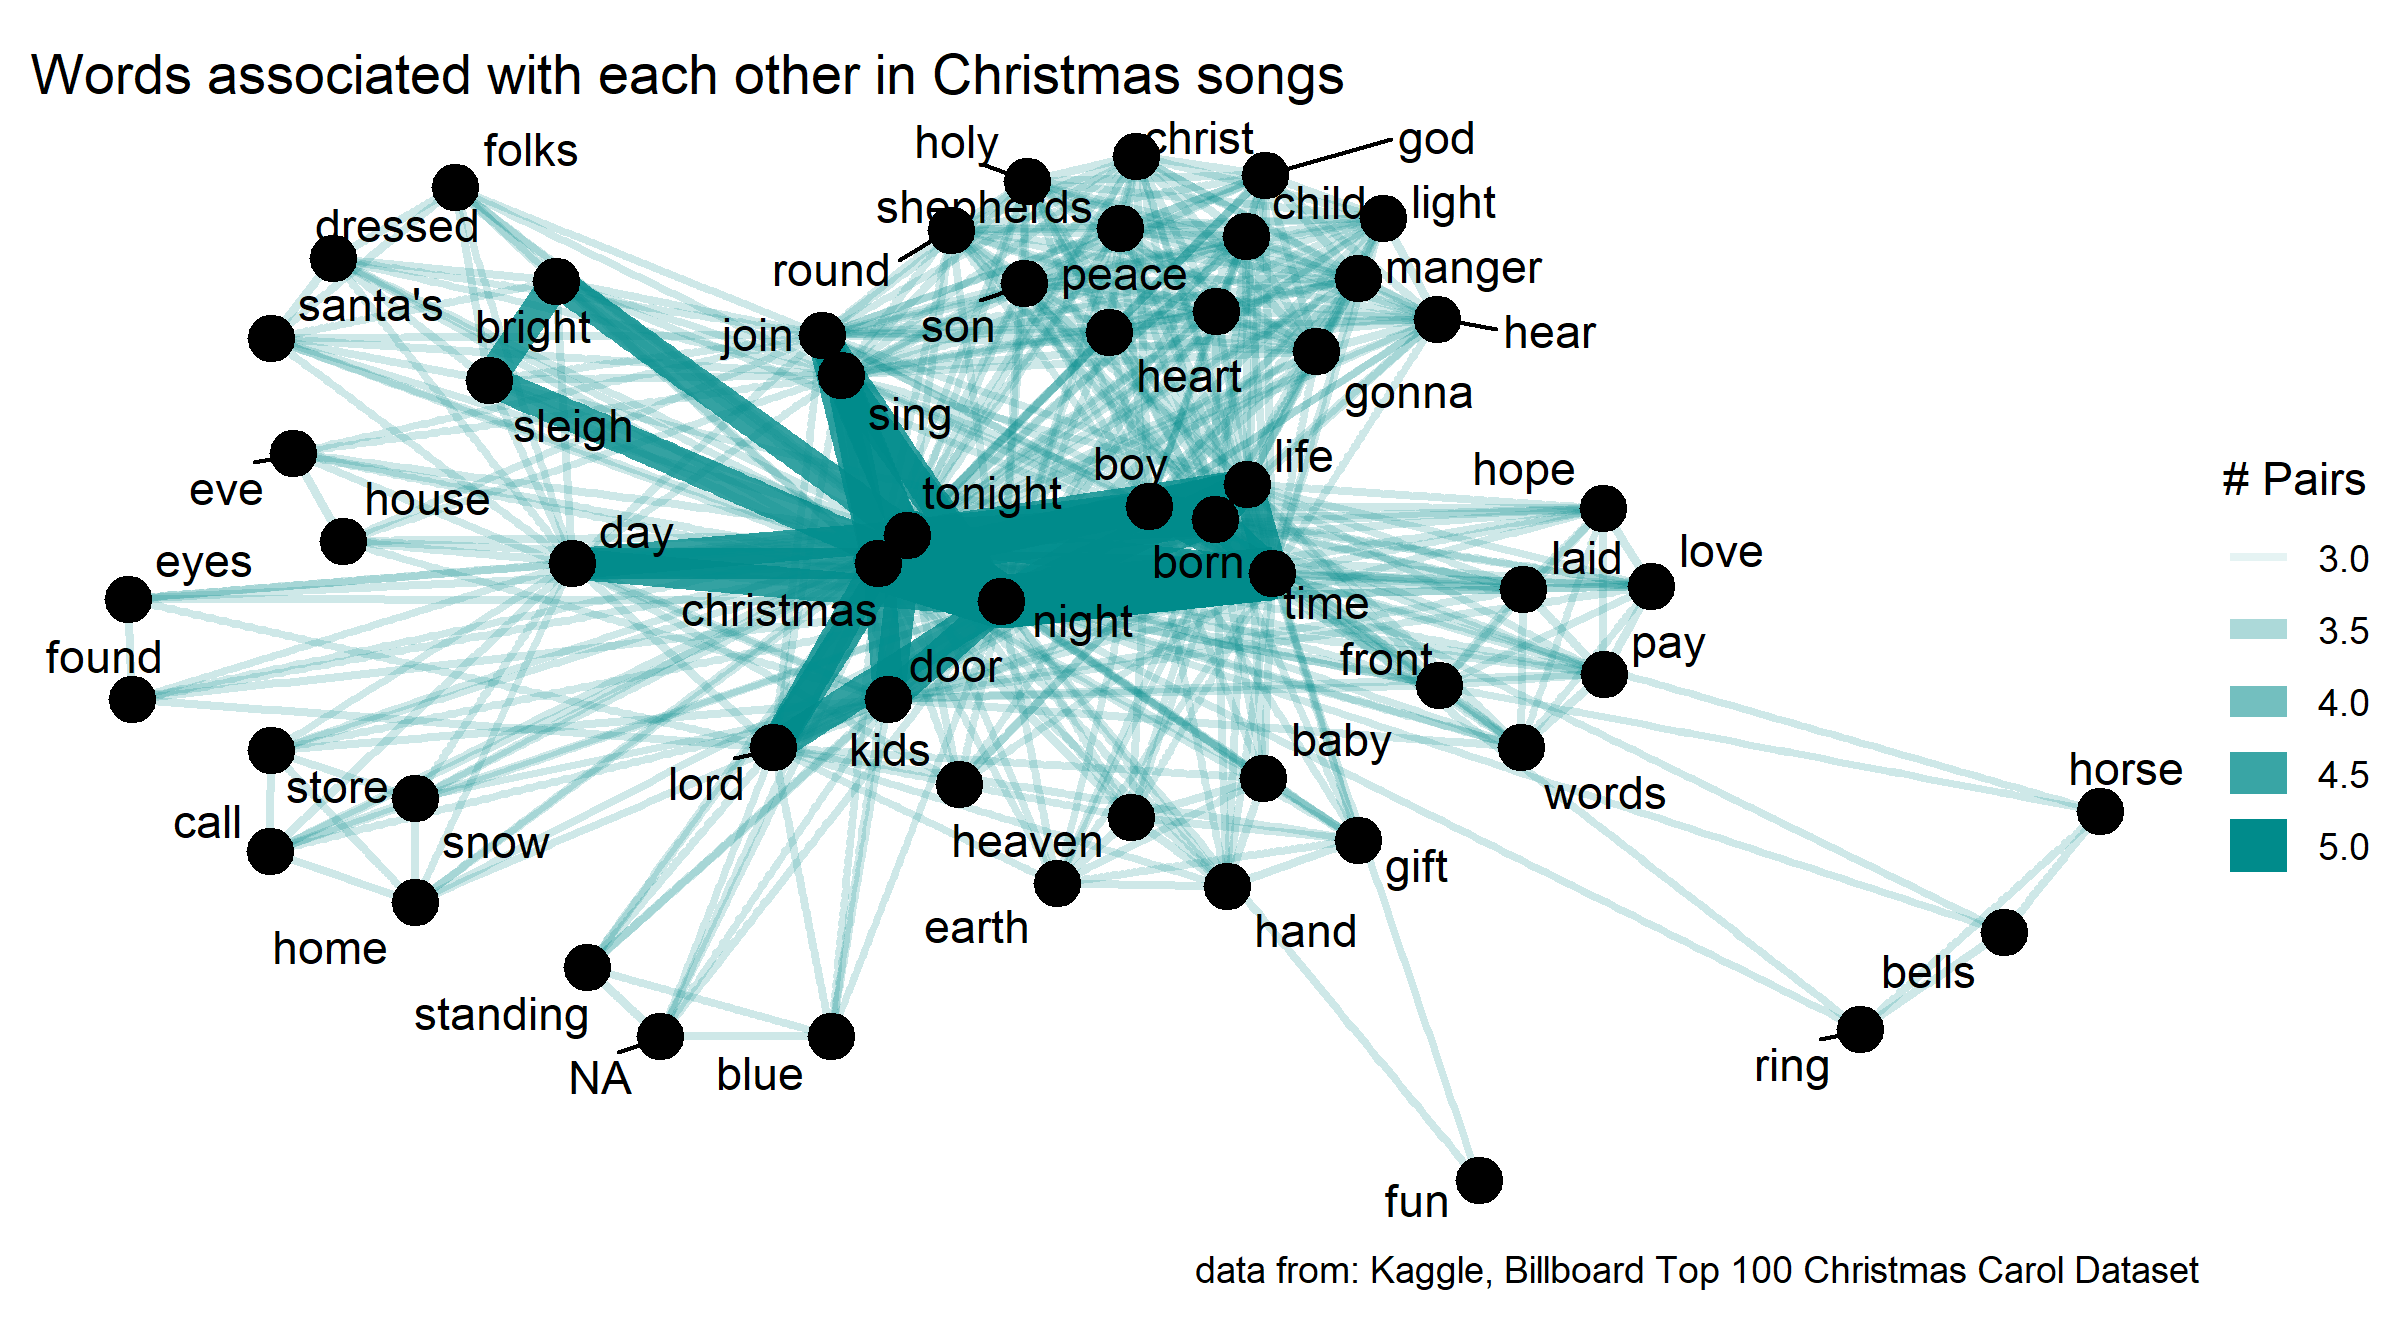 Words associated with each other in Christmas songs
folks
holy
christ
god
dressed
shepherds
child
light
round
peace
manger
santa's
bright
join
son
hear
heart
gonna
sleigh
sing
eve
house
tonight
boy
life
hope
# Pairs
eyes
day
born
laid
love
3.0
christmas
night
time
3.5
found
door
front
pay
4.0
store
lord
kids
baby
words
horse
4.5
call
snow
heaven
gift
5.0
home
earth
hand
bells
standing
NA
blue
ring
fun
data from: Kaggle, Billboard Top 100 Christmas Carol Dataset